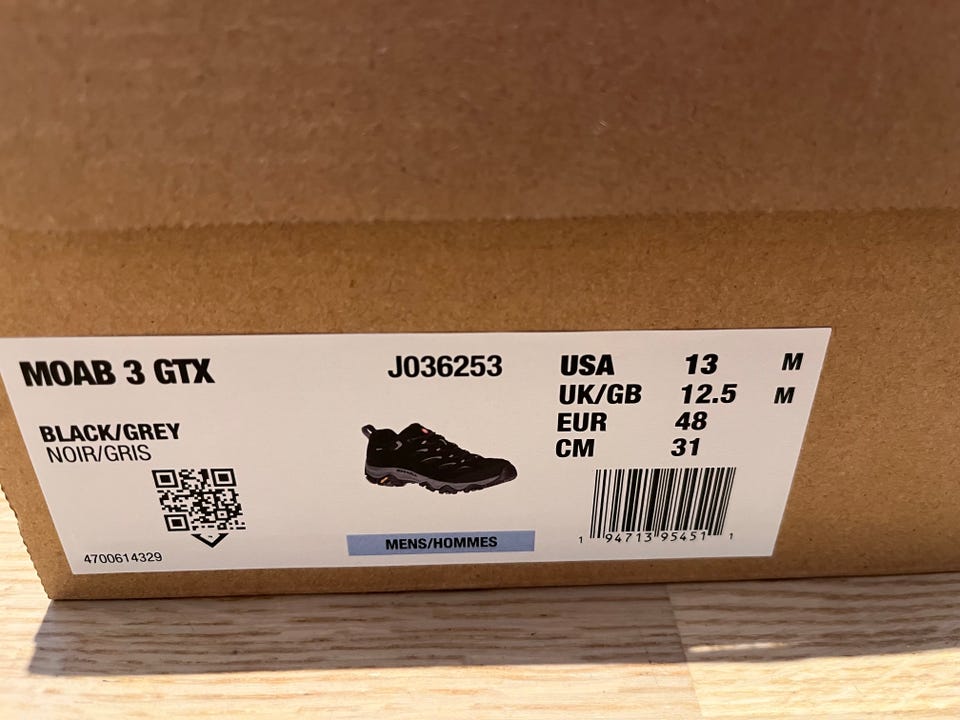 MOAB 3 GTX
J036253
BLACK/GREY
NOIR/GRIS
4700614329
MENS/HOMMES
USA 13 M
UK/GB 12.5 M
EUR 48
CM 31
1 94713 95451 1